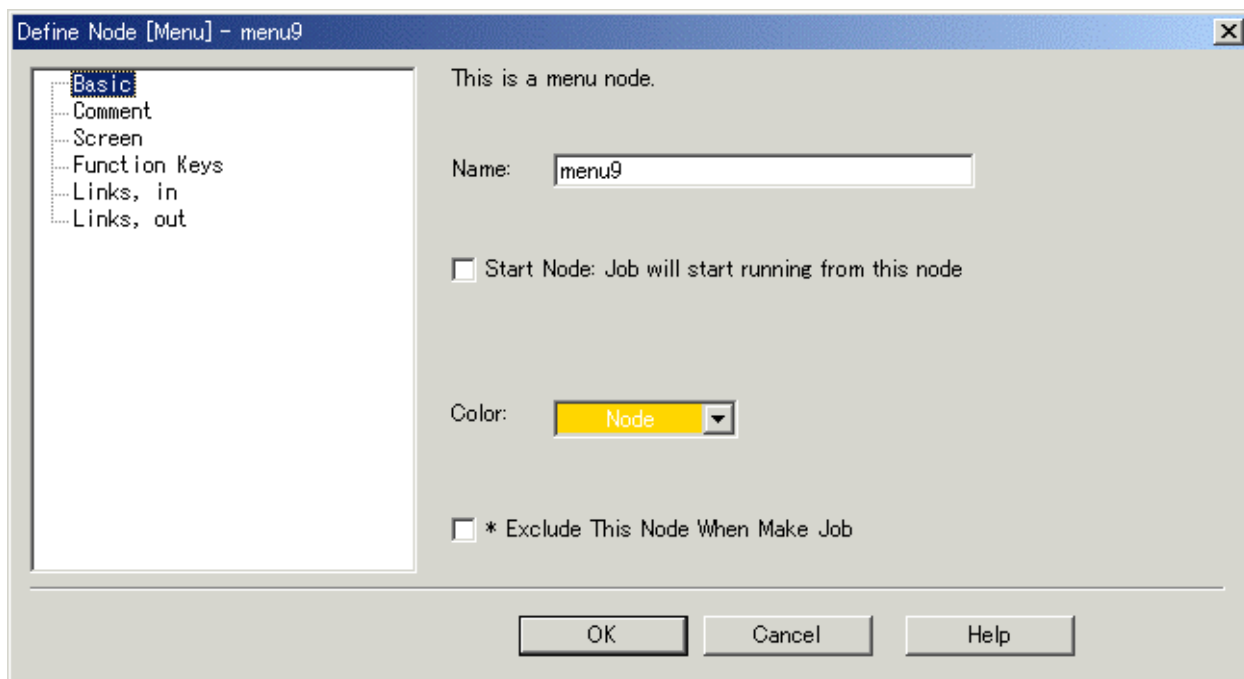 Define Node [Menu] - menu9
Basic
Comment
Screen
Function Keys
Links, in
Links, out
This is a menu node.
Name: menu9
Start Node: Job will start running from this node
Color: Node
* Exclude This Node When Make Job
OK Cancel Help